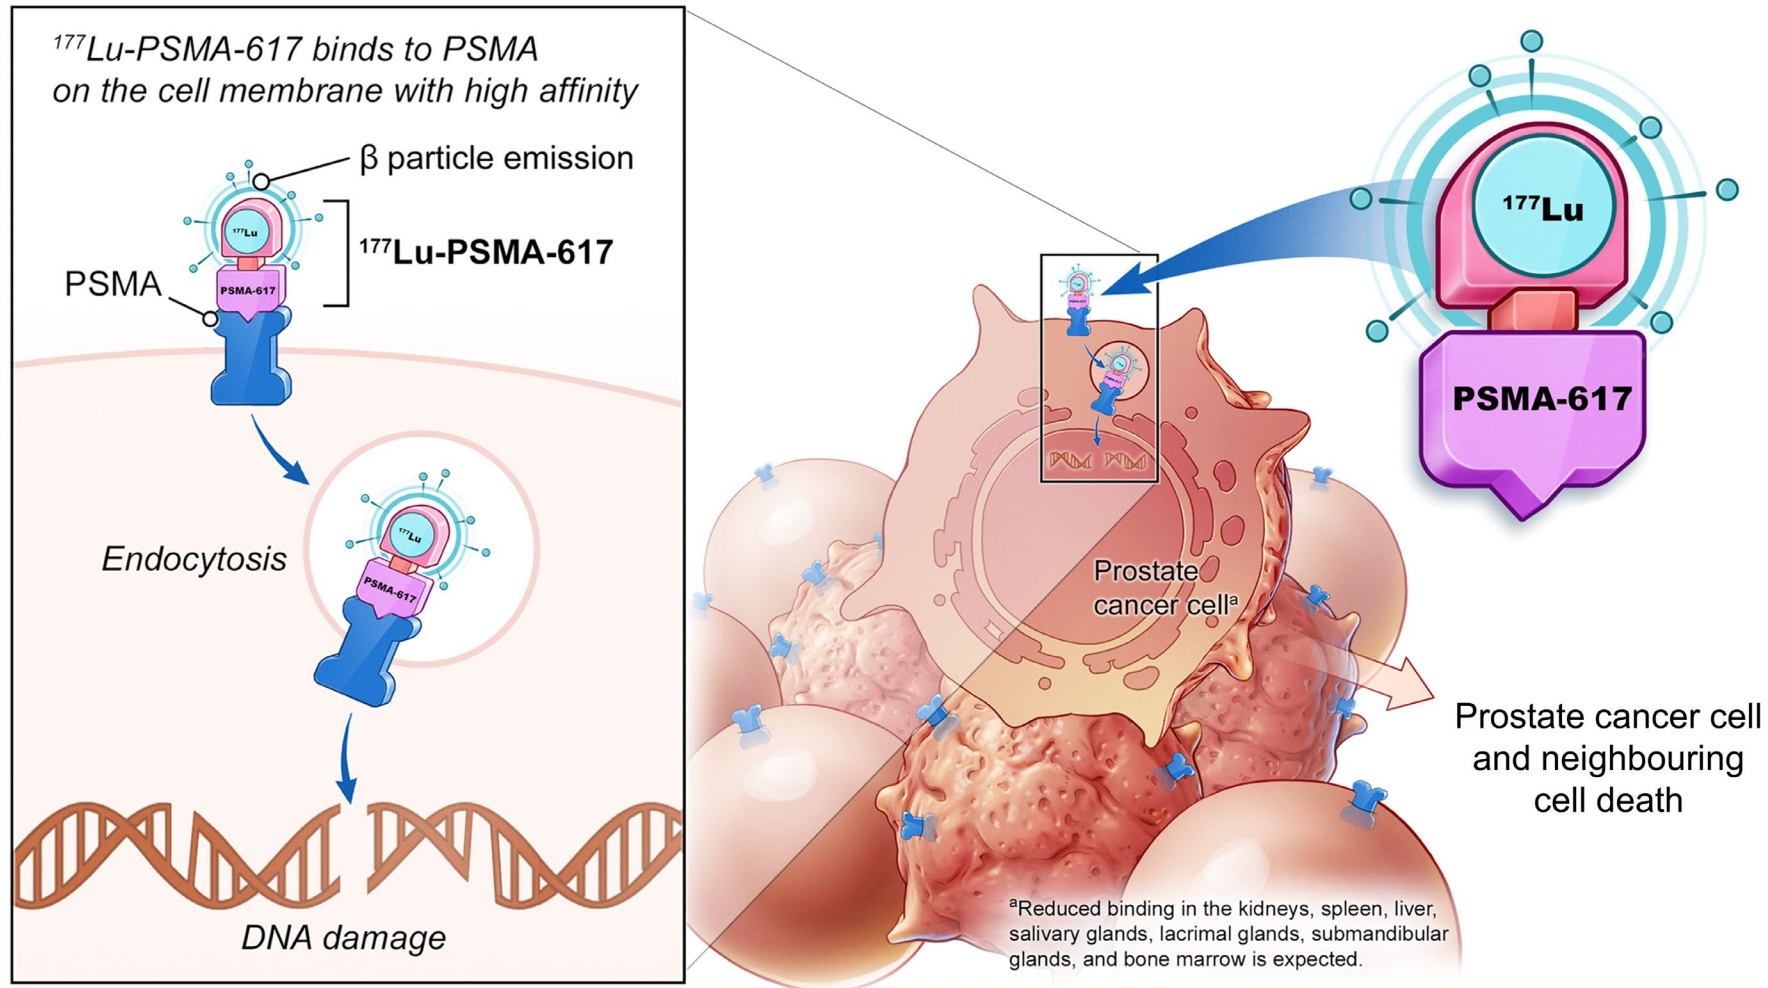 ¹⁷⁷Lu-PSMA-617 binds to PSMA
on the cell membrane with high affinity
β particle emission
¹⁷⁷Lu
¹⁷⁷Lu-PSMA-617
PSMA
PSMA-617
Endocytosis
¹⁷⁷Lu
PSMA-617
DNA damage
¹⁷⁷Lu
PSMA-617
Prostate
cancer cellᵃ
Prostate cancer cell
and neighbouring
cell death
ᵃReduced binding in the kidneys, spleen, liver,
salivary glands, lacrimal glands, submandibular
glands, and bone marrow is expected.